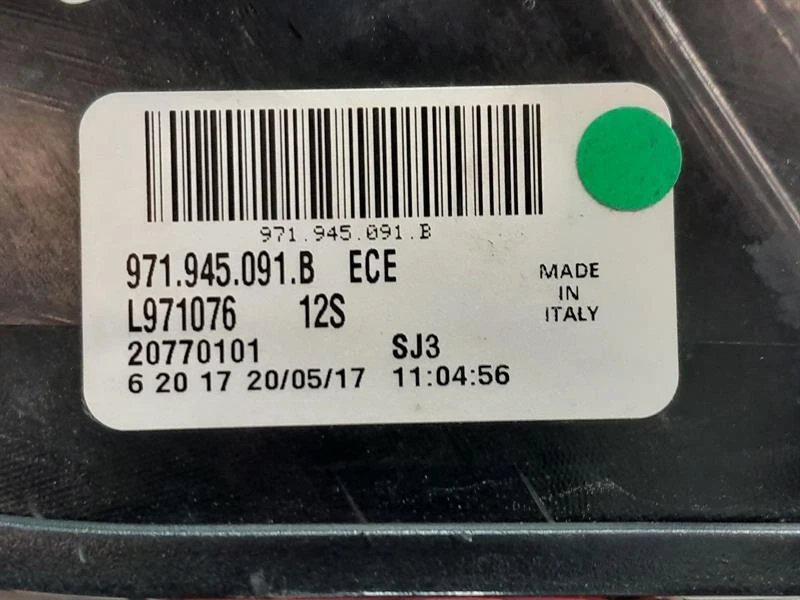 971.945.091.B
971.945.091.B ECE
L971076 12S
20770101 SJ3
6 20 17 20/05/17 11:04:56
MADE
IN
ITALY